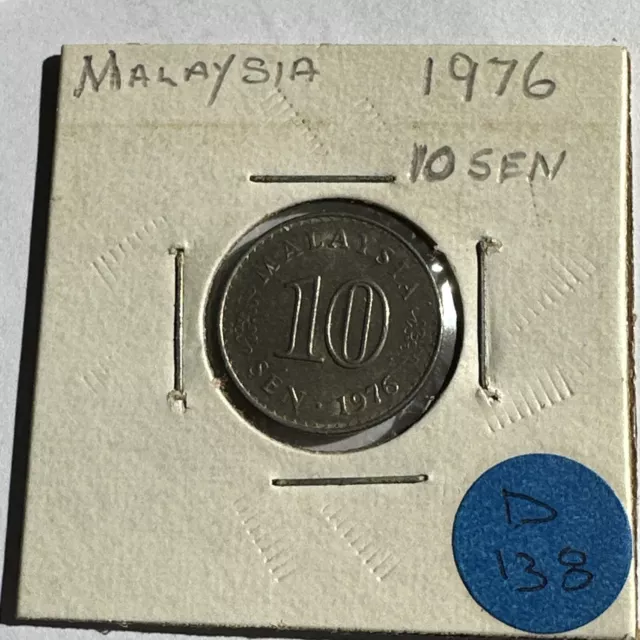 MALAYSIA 1976
10 SEN
MALAYSIA
10
SEN · 1976
D
138